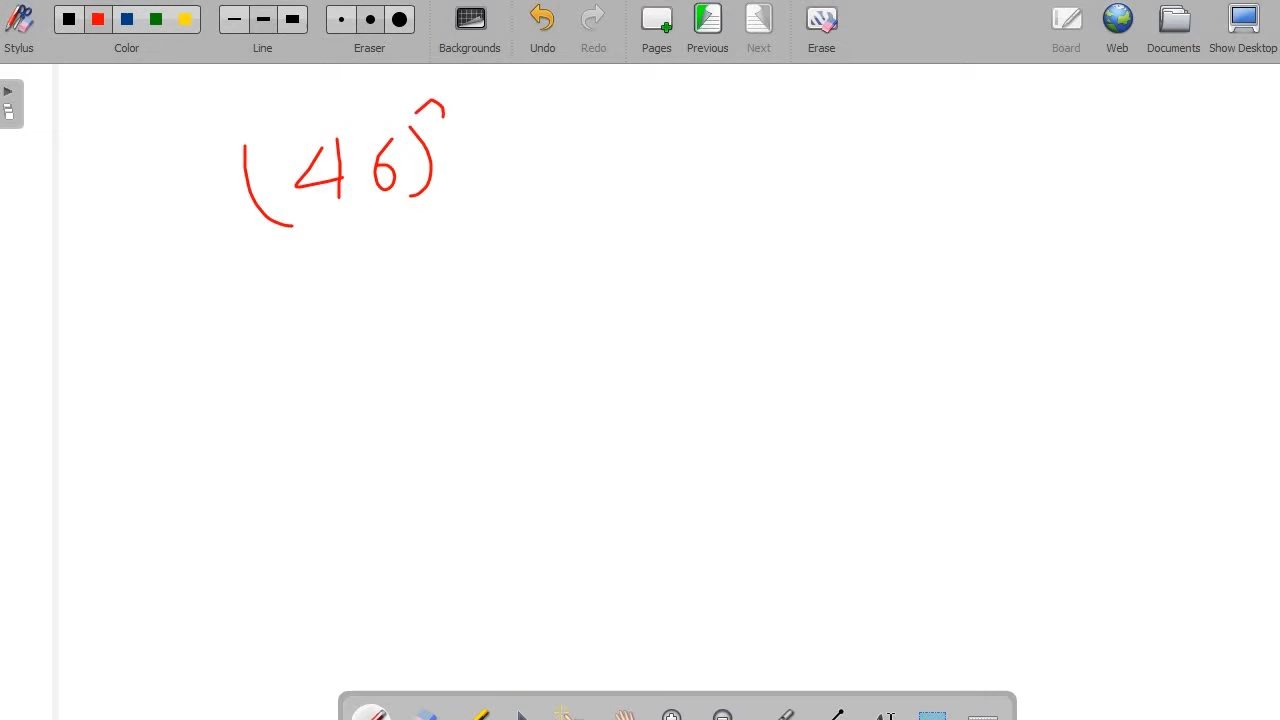 Stylus
Color
Line
Eraser
Backgrounds
Undo
Redo
Pages
Previous
Next
Erase
Board
Web
Documents
Show Desktop
(46)